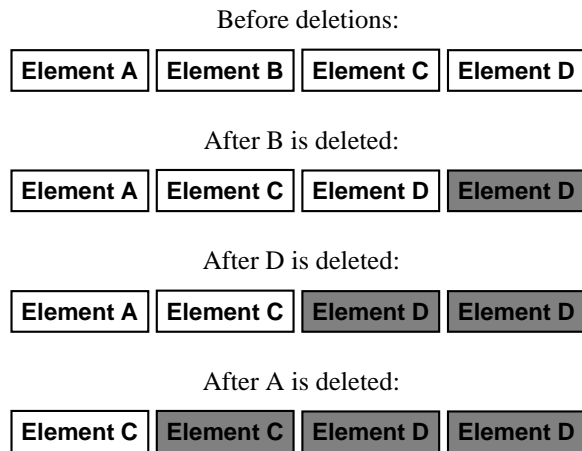 Before deletions:
Element A Element B Element C Element D
After B is deleted:
Element A Element C Element D Element D
After D is deleted:
Element A Element C Element D Element D
After A is deleted:
Element C Element C Element D Element D